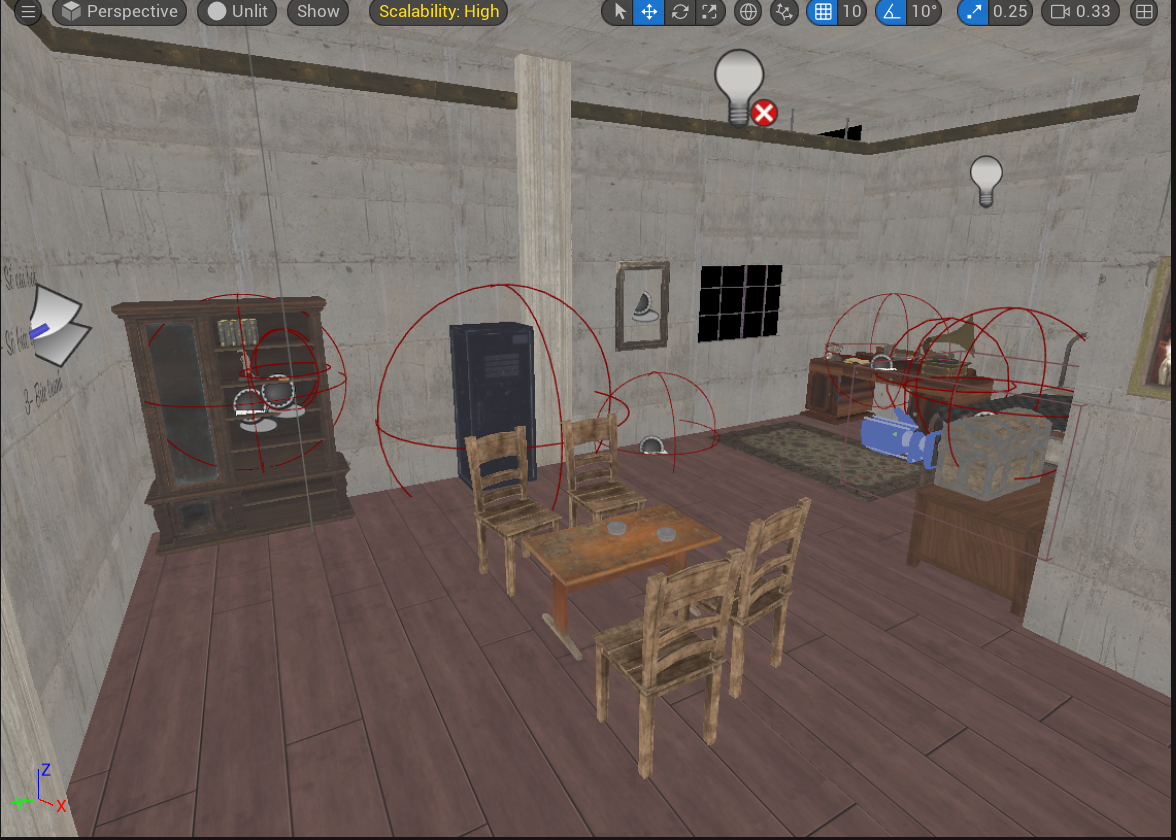 Perspective
Unlit
Show
Scalability: High
10
10°
0.25
0.33
Z
X